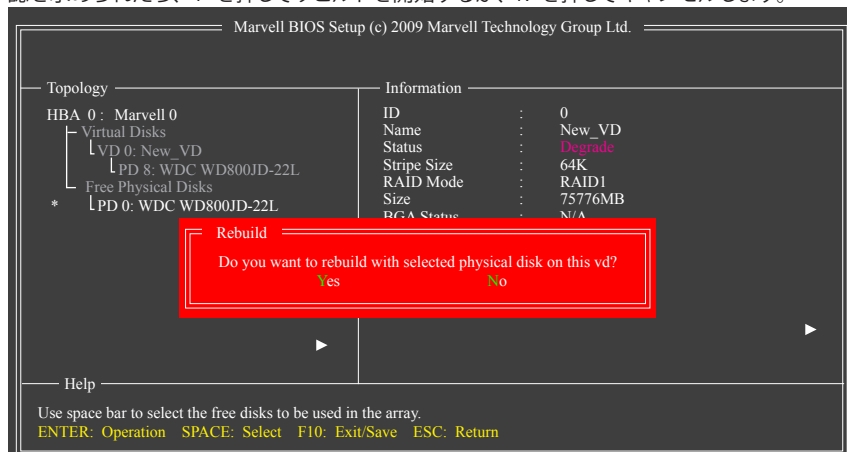 Marvell BIOS Setup (c) 2009 Marvell Technology Group Ltd.
Topology
HBA 0 : Marvell 0
Virtual Disks
VD 0: New_VD
PD 8: WDC WD800JD-22L
Free Physical Disks
* PD 0: WDC WD800JD-22L
Information
ID : 0
Name : New_VD
Status : Degrade
Stripe Size : 64K
RAID Mode : RAID1
Size : 75776MB
BGA Status : N/A
Rebuild
Do you want to rebuild with selected physical disk on this vd?
Yes No
Help
Use space bar to select the free disks to be used in the array.
ENTER: Operation SPACE: Select F10: Exit/Save ESC: Return